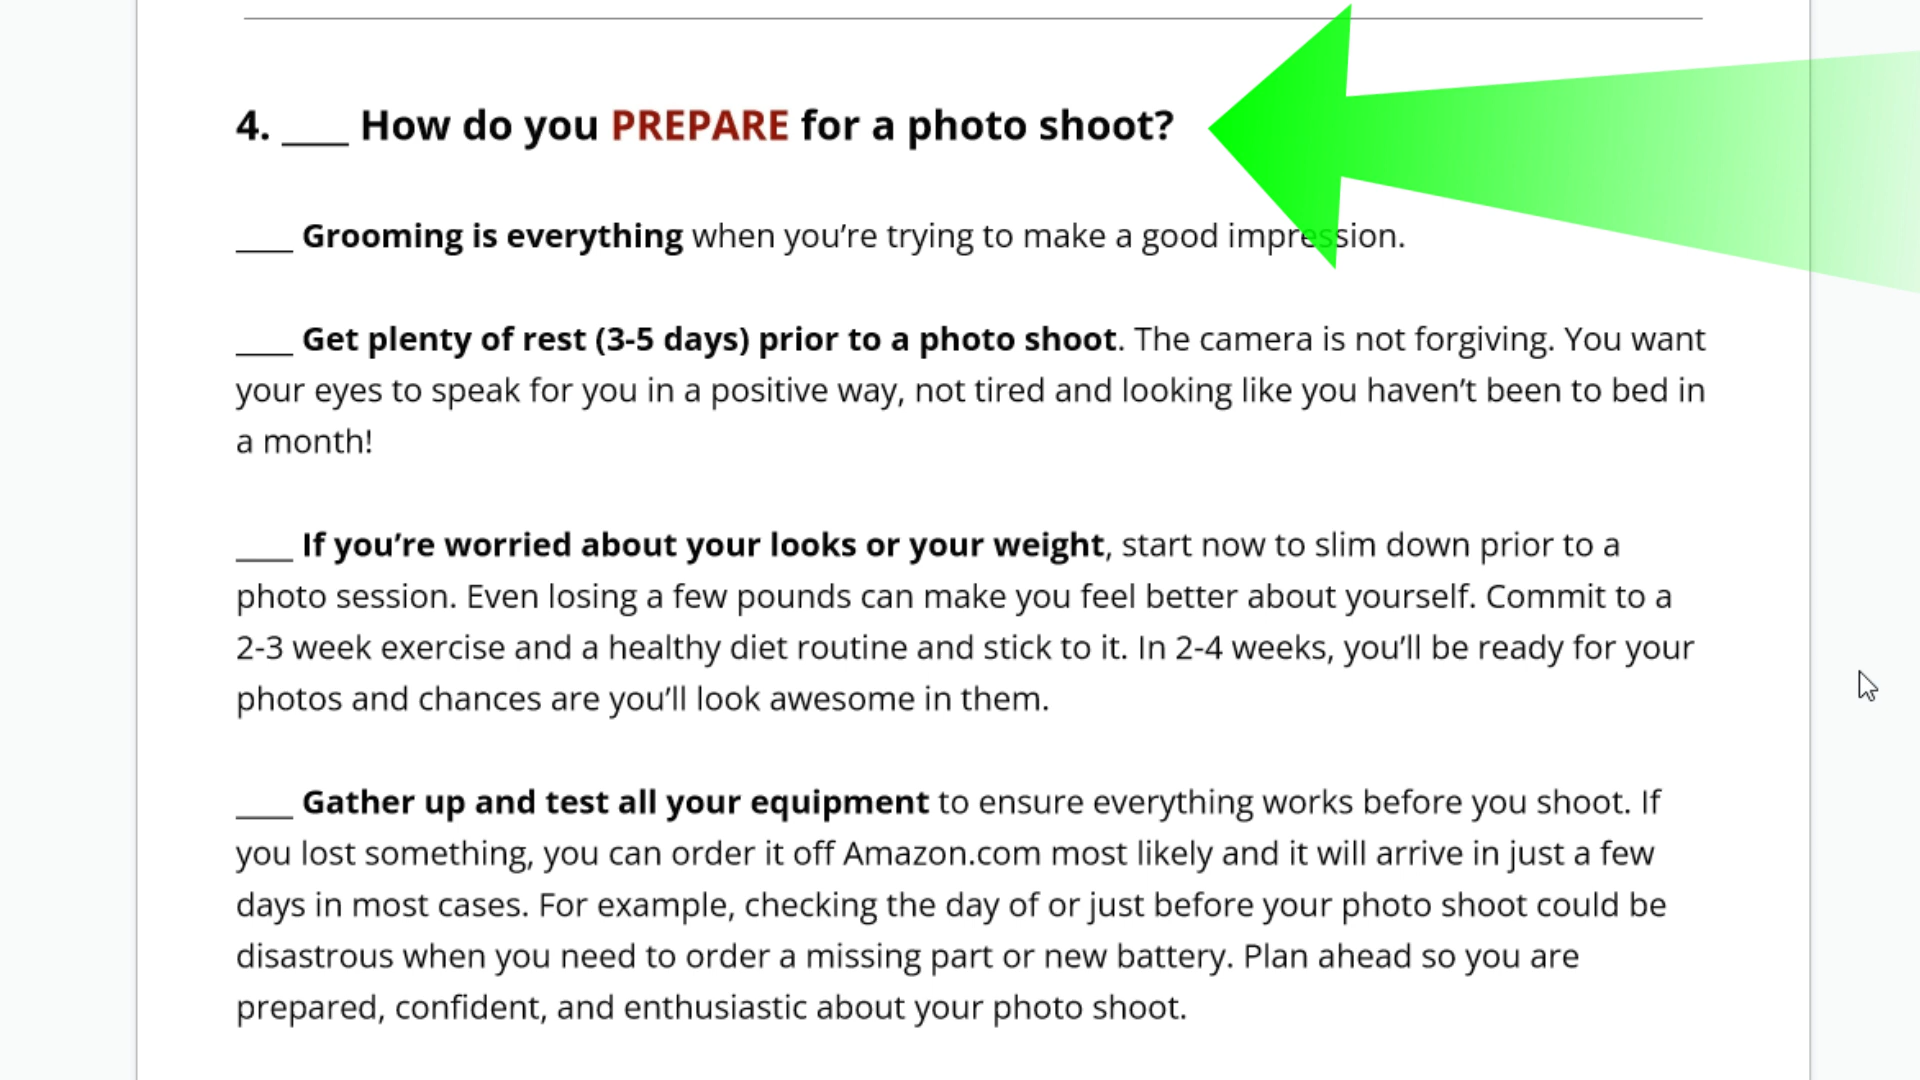 4. ___ How do you PREPARE for a photo shoot?
____ Grooming is everything when you’re trying to make a good impression.
____ Get plenty of rest (3-5 days) prior to a photo shoot. The camera is not forgiving. You want
your eyes to speak for you in a positive way, not tired and looking like you haven’t been to bed in
a month!
____ If you’re worried about your looks or your weight, start now to slim down prior to a
photo session. Even losing a few pounds can make you feel better about yourself. Commit to a
2-3 week exercise and a healthy diet routine and stick to it. In 2-4 weeks, you’ll be ready for your
photos and chances are you’ll look awesome in them.
____ Gather up and test all your equipment to ensure everything works before you shoot. If
you lost something, you can order it off Amazon.com most likely and it will arrive in just a few
days in most cases. For example, checking the day of or just before your photo shoot could be
disastrous when you need to order a missing part or new battery. Plan ahead so you are
prepared, confident, and enthusiastic about your photo shoot.